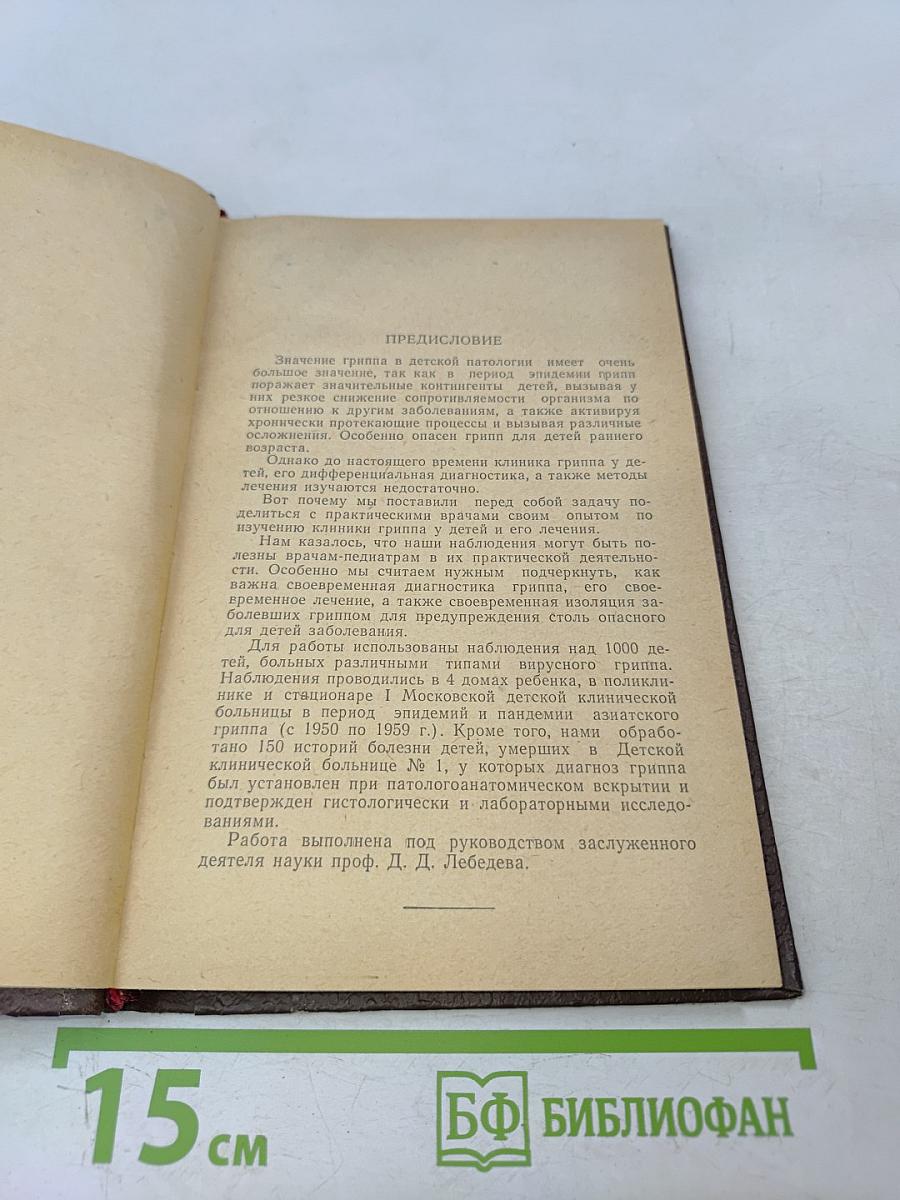 ПРЕДИСЛОВИЕ
Значение гриппа в детской патологии имеет очень
большое значение, так как в период эпидемии грипп
поражает значительные контингенты детей, вызывая у
них резкое снижение сопротивляемости организма по
отношению к другим заболеваниям, а также активируя
хронически протекающие процессы и вызывая различные
осложнения. Особенно опасен грипп для детей раннего
возраста.
Однако до настоящего времени клиника гриппа у де-
тей, его дифференциальная диагностика, а также методы
лечения изучаются недостаточно.
Вот почему мы поставили перед собой задачу по-
делиться с практическими врачами своим опытом по
изучению клиники гриппа у детей и его лечения.
Нам казалось, что наши наблюдения могут быть по-
лезны врачам-педиатрам в их практической деятельно-
сти. Особенно мы считаем нужным подчеркнуть, как
важна своевременная диагностика гриппа, его свое-
временное лечение, а также своевременная изоляция за-
болевших гриппом для предупреждения столь опасного
для детей заболевания.
Для работы использованы наблюдения над 1000 де-
тей, больных различными типами вирусного гриппа.
Наблюдения проводились в 4 домах ребенка, в поликли-
нике и стационаре I Московской детской клинической
больницы в период эпидемий и пандемии азиатского
гриппа (с 1950 по 1959 г.). Кроме того, нами обрабо-
тано 150 историй болезни детей, умерших в Детской
клинической больнице № 1, у которых диагноз гриппа
был установлен при патологоанатомическом вскрытии и
подтвержден гистологически и лабораторными исследо-
ваниями.
Работа выполнена под руководством заслуженного
деятеля науки проф. Д. Д. Лебедева.
15 см
БФ БИБЛИОФАН